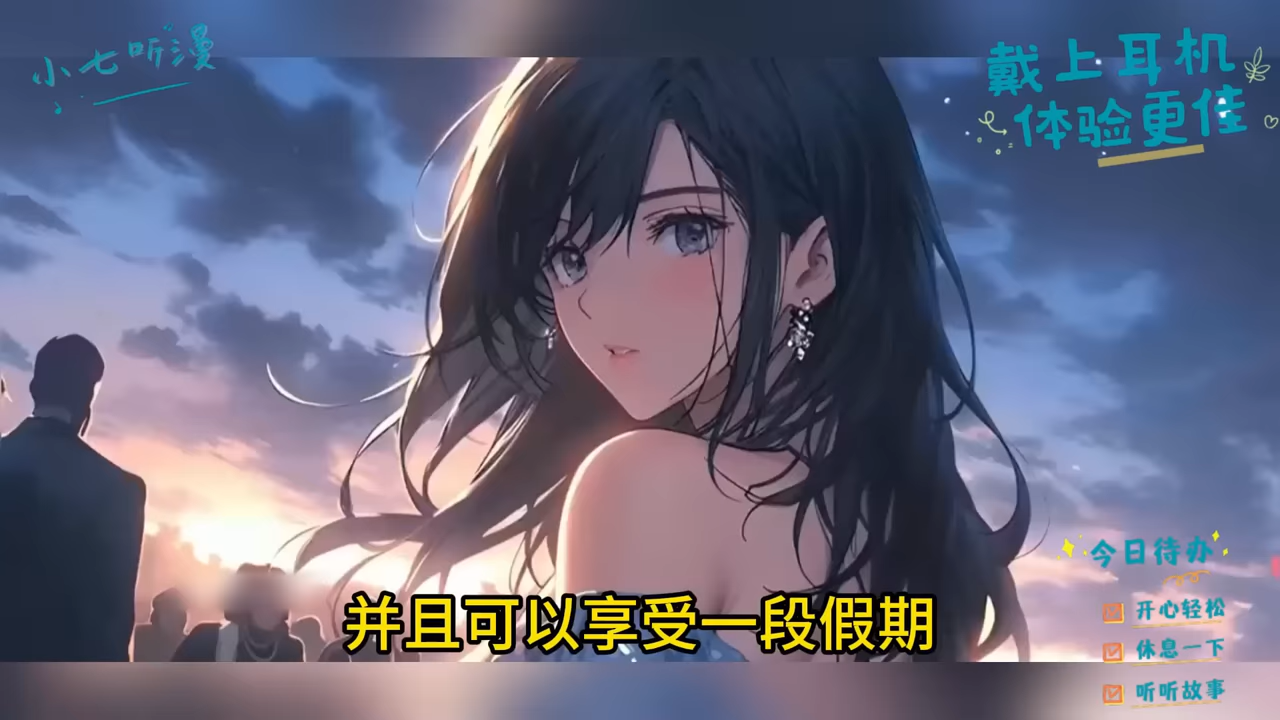 小七听漫
戴上耳机
体验更佳
今日待办
开心轻松
休息一下
听听故事
并且可以享受一段假期